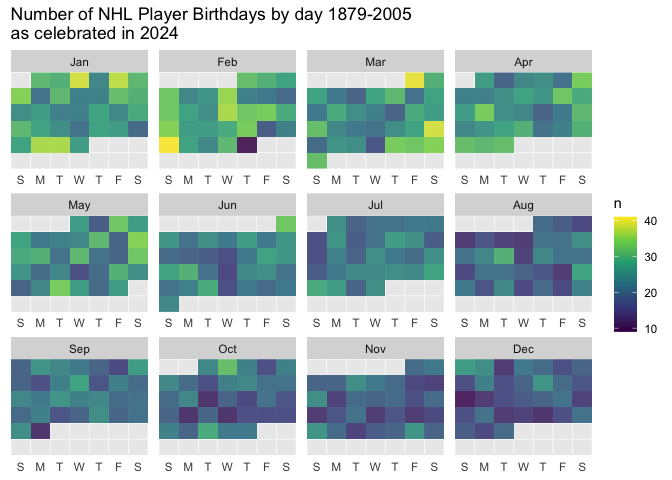 Number of NHL Player Birthdays by day 1879-2005
as celebrated in 2024
Jan Feb Mar Apr
S M T W T F S S M T W T F S S M T W T F S S M T W T F S
May Jun Jul Aug
S M T W T F S S M T W T F S S M T W T F S S M T W T F S
Sep Oct Nov Dec
S M T W T F S S M T W T F S S M T W T F S S M T W T F S
n
40
30
20
10